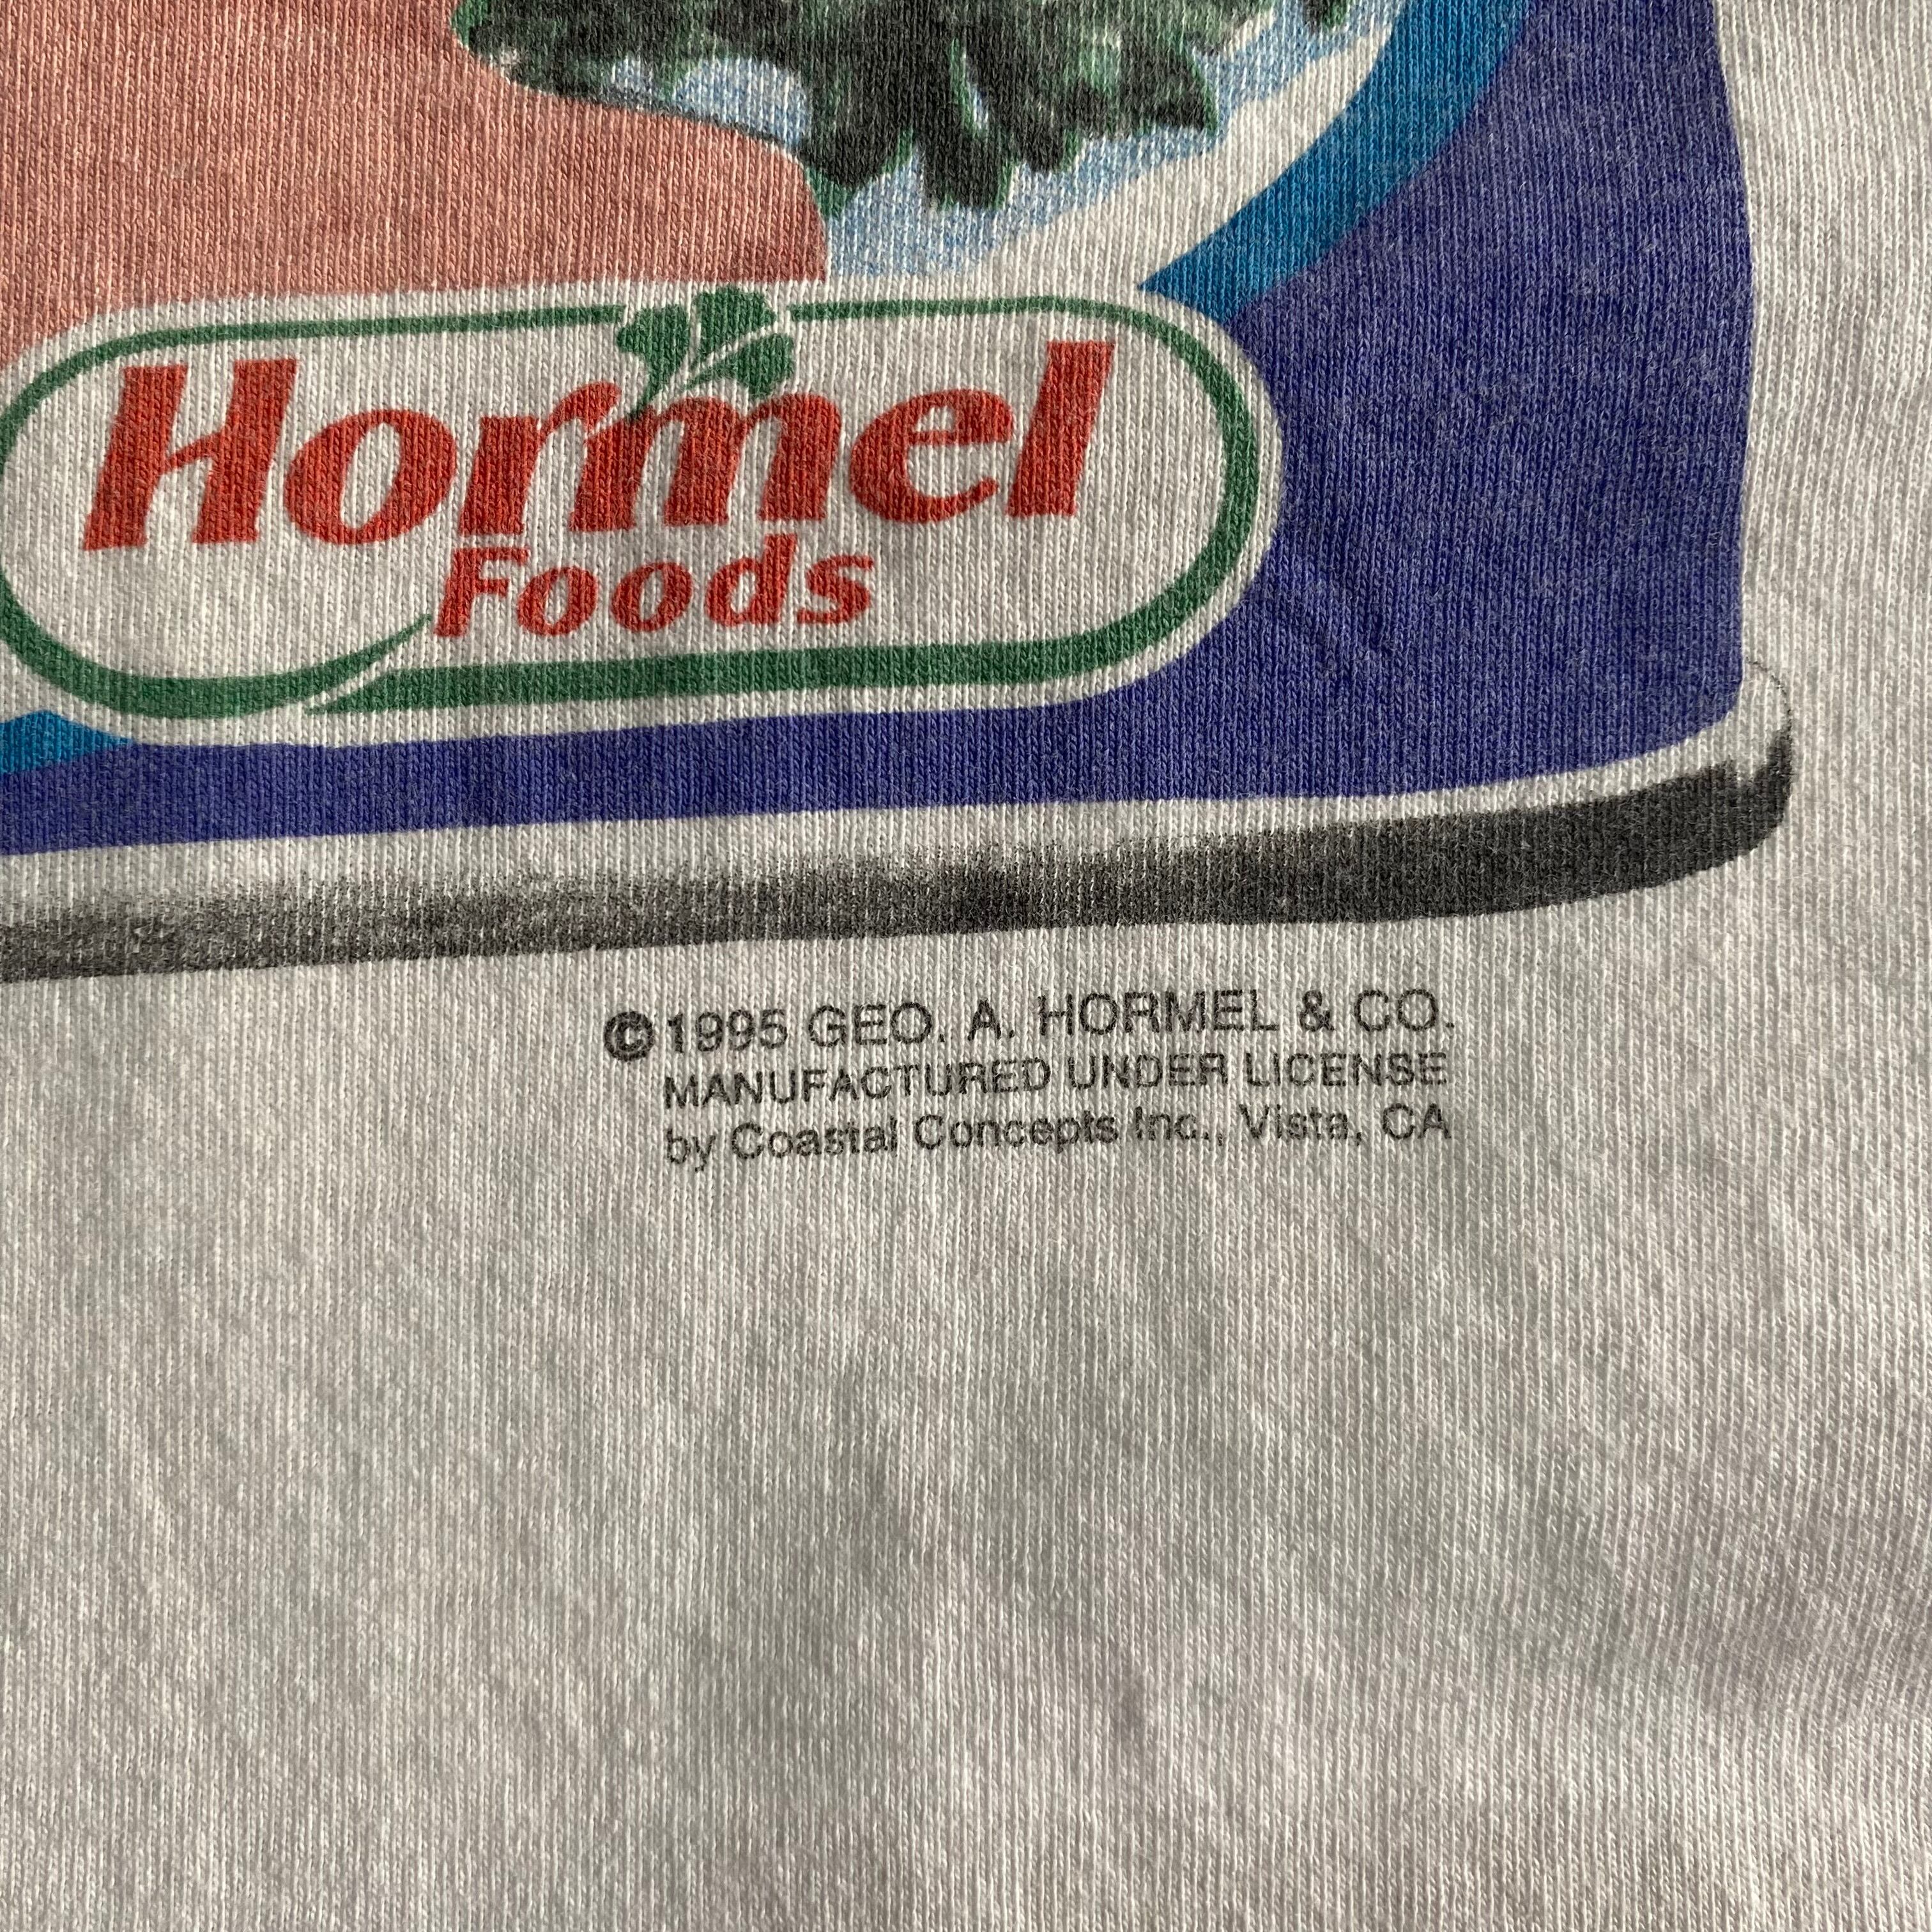 Hormel
Foods
©1995 GEO. A. HORMEL & CO.
MANUFACTURED UNDER LICENSE
by Coastal Concepts Inc., Vista, CA